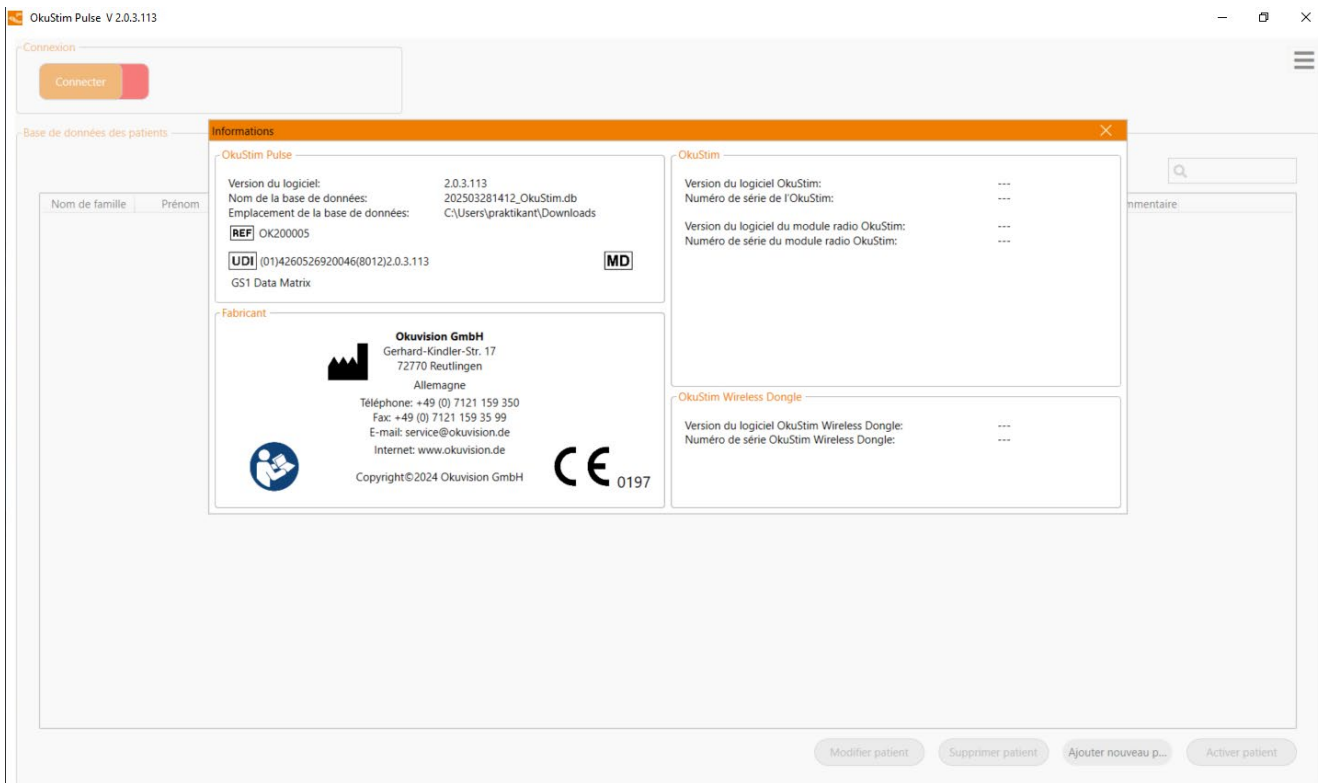 OkuStim Pulse V 2.0.3.113
Connexion
Connecter
Base de données des patients
Nom de famille Prénom
mmentaire
Informations
OkuStim Pulse
Version du logiciel: 2.0.3.113
Nom de la base de données: 202503281412_OkuStim.db
Emplacement de la base de données: C:\Users\praktikant\Downloads
REF OK200005
UDI (01)4260526920046(8012)2.0.3.113 MD
GS1 Data Matrix
Fabricant
Okuvision GmbH
Gerhard-Kindler-Str. 17
72770 Reutlingen
Allemagne
Téléphone: +49 (0) 7121 159 350
Fax: +49 (0) 7121 159 35 99
E-mail: service@okuvision.de
Internet: www.okuvision.de
Copyright©2024 Okuvision GmbH
CE 0197
OkuStim
Version du logiciel OkuStim: ---
Numéro de série de l'OkuStim: ---
Version du logiciel du module radio OkuStim: ---
Numéro de série du module radio OkuStim: ---
OkuStim Wireless Dongle
Version du logiciel OkuStim Wireless Dongle: ---
Numéro de série OkuStim Wireless Dongle: ---
Modifier patient Supprimer patient Ajouter nouveau p... Activer patient